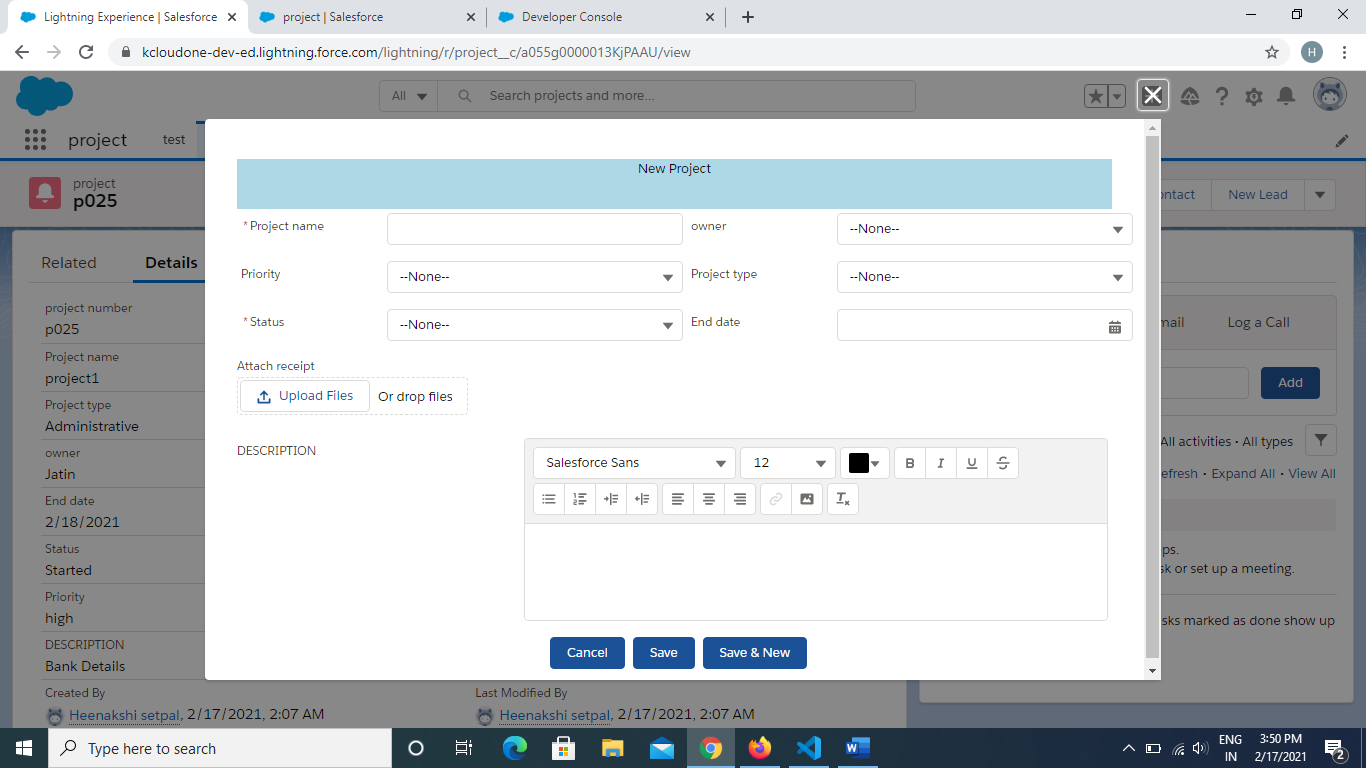 Lightning Experience | Salesforce
project | Salesforce
Developer Console
kcloudone-dev-ed.lightning.force.com/lightning/r/project__c/a055g0000013KjPAAU/view
H
All
Search projects and more...
project
test
project
p025
ntact
New Lead
Related
Details
project number
p025
Project name
project1
Project type
Administrative
owner
Jatin
End date
2/18/2021
Status
Started
Priority
high
DESCRIPTION
Bank Details
Created By
Heenakshi setpal, 2/17/2021, 2:07 AM
Last Modified By
Heenakshi setpal, 2/17/2021, 2:07 AM
New Project
*Project name
owner
--None--
Priority
--None--
Project type
--None--
*Status
--None--
End date
Attach receipt
Upload Files
Or drop files
DESCRIPTION
Salesforce Sans
12
B I U S
Cancel
Save
Save & New
mail
Log a Call
Add
All activities • All types
efresh • Expand All • View All
ps.
sk or set up a meeting.
sks marked as done show up
Type here to search
ENG
IN
3:50 PM
2/17/2021
2